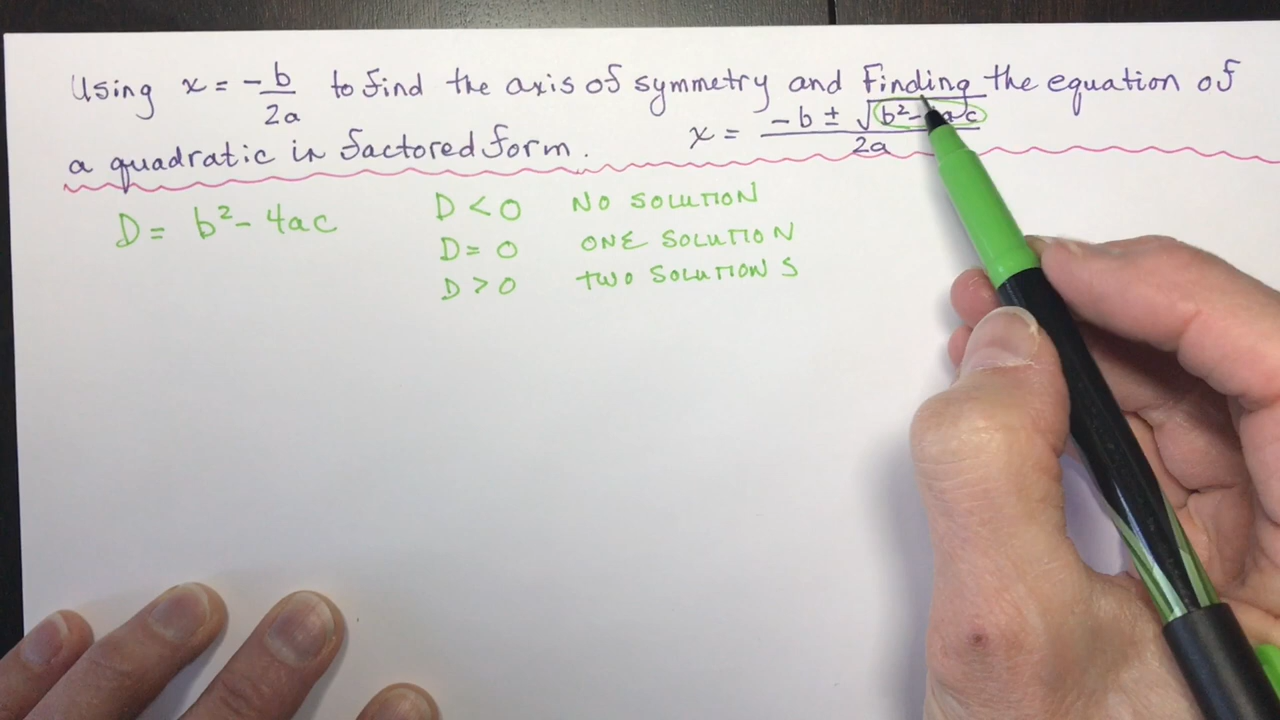 Using x = -b/2a to find the axis of symmetry and Finding the equation of
a quadratic in factored form. x = -b ± √b²-4ac / 2a
D = b² - 4ac
D < 0 NO SOLUTION
D = 0 ONE SOLUTION
D > 0 TWO SOLUTIONS